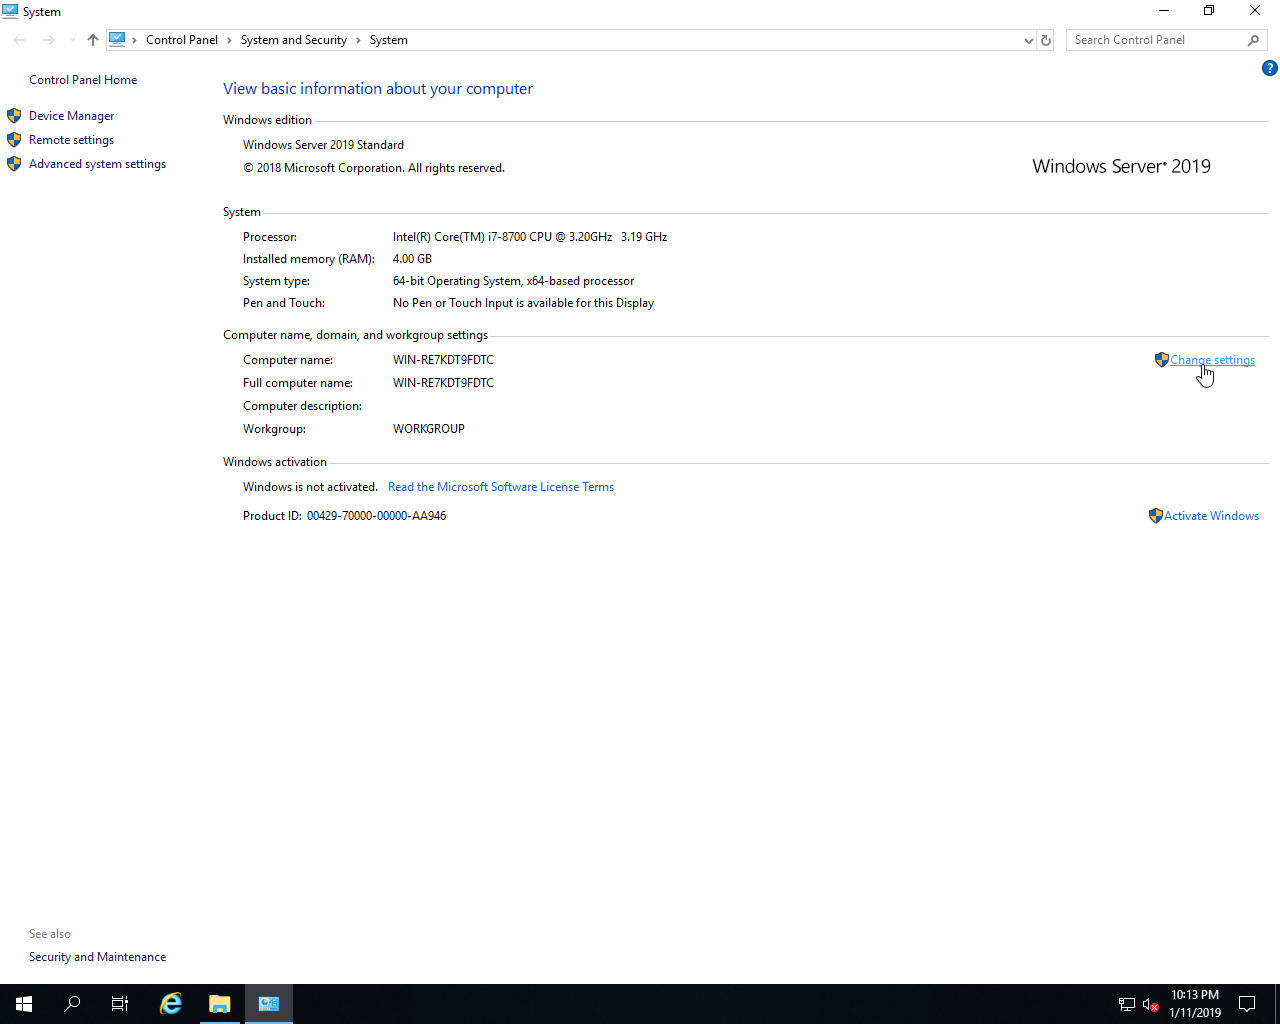 System
Control Panel › System and Security › System
Search Control Panel
Control Panel Home
Device Manager
Remote settings
Advanced system settings
View basic information about your computer
Windows edition
Windows Server 2019 Standard
© 2018 Microsoft Corporation. All rights reserved.
Windows Server® 2019
System
Processor: Intel(R) Core(TM) i7-8700 CPU @ 3.20GHz 3.19 GHz
Installed memory (RAM): 4.00 GB
System type: 64-bit Operating System, x64-based processor
Pen and Touch: No Pen or Touch Input is available for this Display
Computer name, domain, and workgroup settings
Computer name: WIN-RE7KDT9FDTC
Change settings
Full computer name: WIN-RE7KDT9FDTC
Computer description:
Workgroup: WORKGROUP
Windows activation
Windows is not activated. Read the Microsoft Software License Terms
Product ID: 00429-70000-00000-AA946
Activate Windows
See also
Security and Maintenance
10:13 PM
1/11/2019